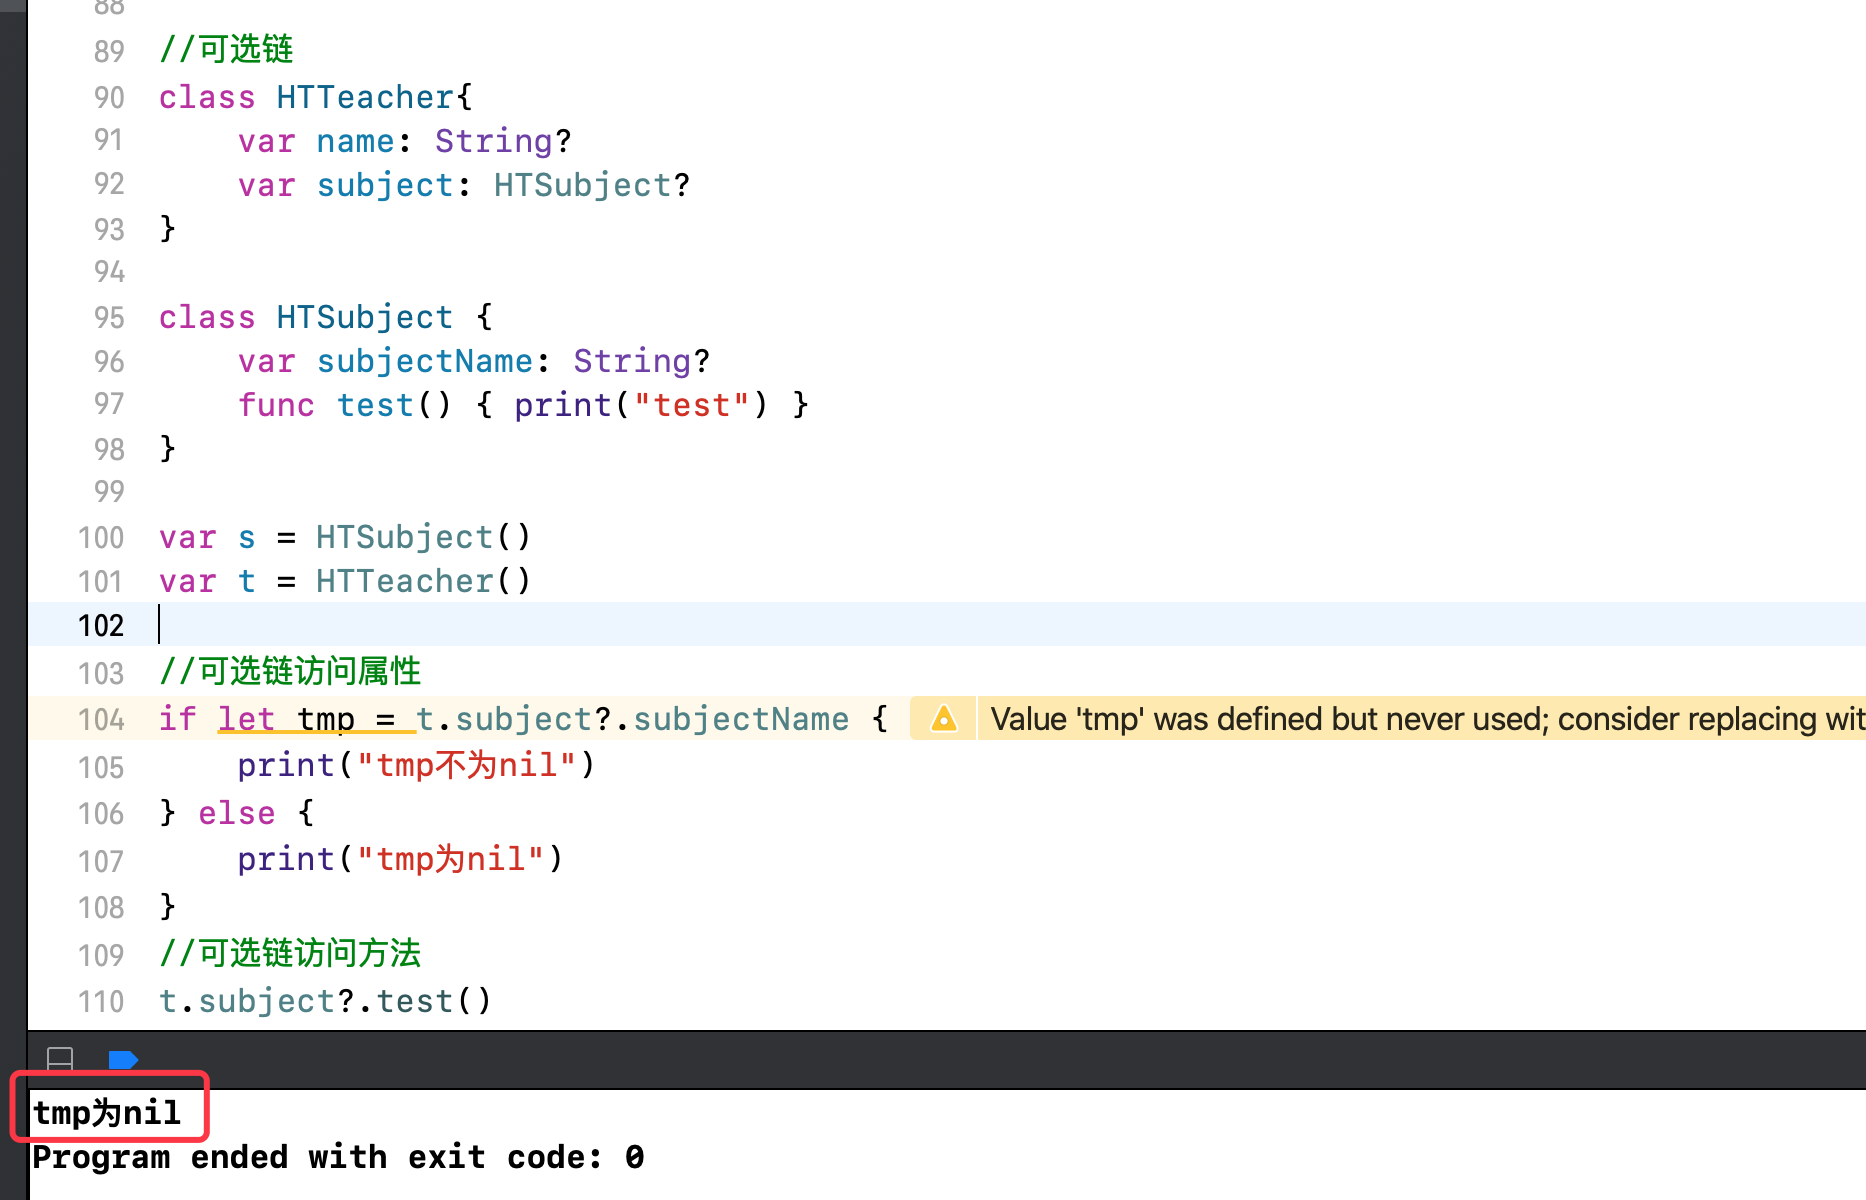 88
89 //可选链
90 class HTTeacher{
91     var name: String?
92     var subject: HTSubject?
93 }
94
95 class HTSubject {
96     var subjectName: String?
97     func test() { print("test") }
98 }
99
100 var s = HTSubject()
101 var t = HTTeacher()
102
103 //可选链访问属性
104 if let tmp = t.subject?.subjectName { Value 'tmp' was defined but never used; consider replacing wit
105     print("tmp不为nil")
106 } else {
107     print("tmp为nil")
108 }
109 //可选链访问方法
110 t.subject?.test()
tmp为nil
Program ended with exit code: 0